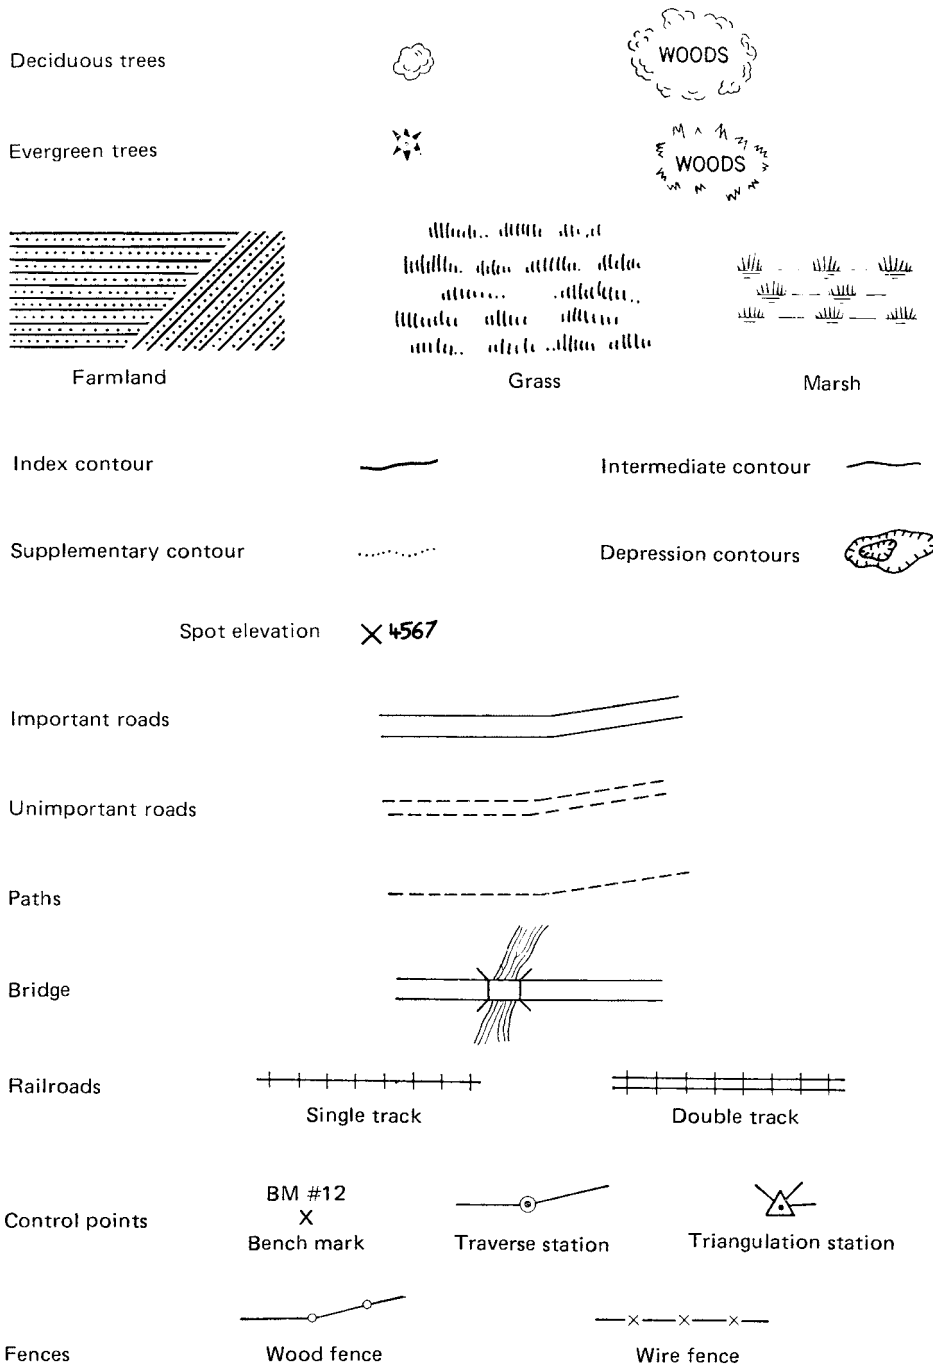 Deciduous trees
WOODS
Evergreen trees
WOODS
Farmland
Grass
Marsh
Index contour
Intermediate contour
Supplementary contour
Depression contours
Spot elevation
4567
Important roads
Unimportant roads
Paths
Bridge
Railroads
Single track
Double track
Control points
BM #12
X
Bench mark
Traverse station
Triangulation station
Fences
Wood fence
Wire fence